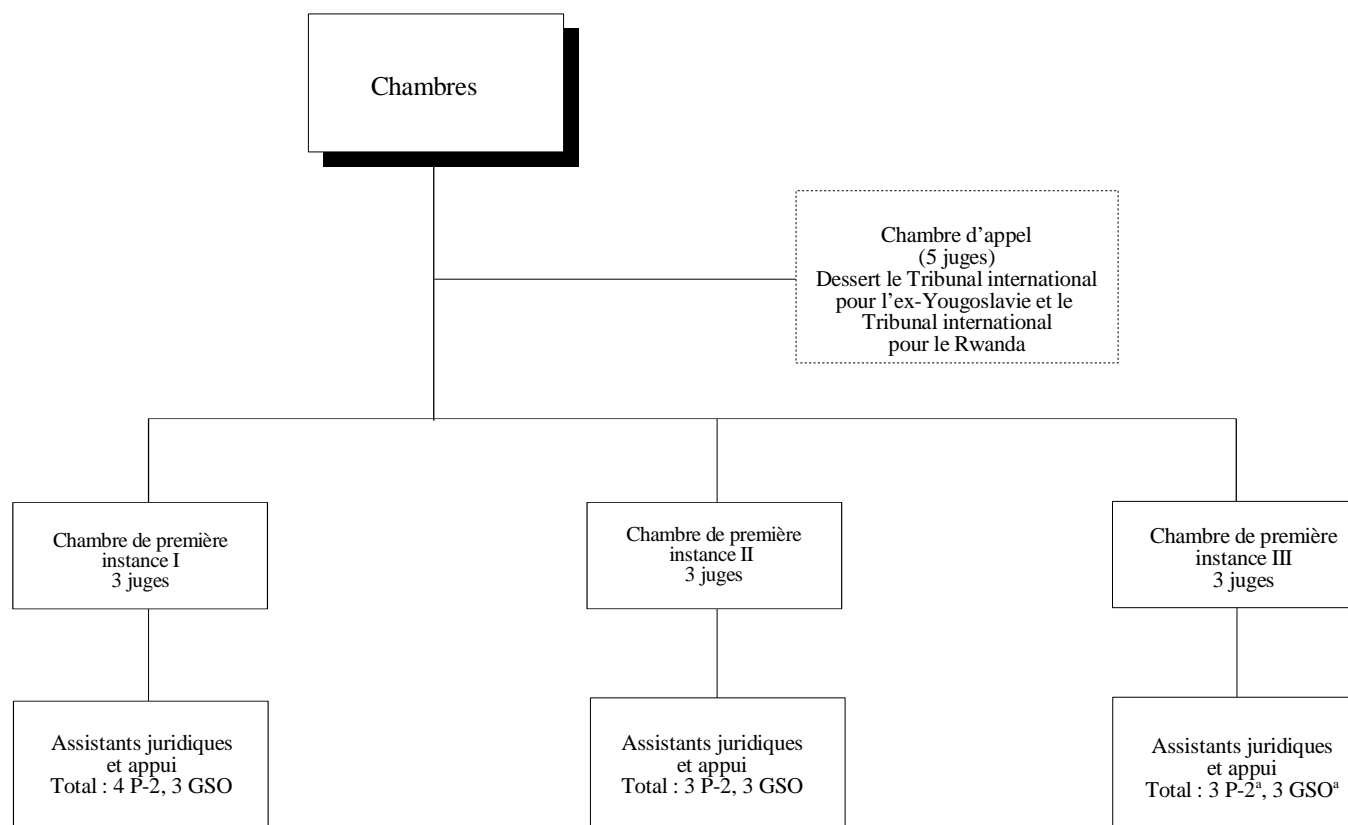 Chambres
Chambre d’appel
(5 juges)
Dessert le Tribunal international
pour l’ex-Yougoslavie et le
Tribunal international
pour le Rwanda
Chambre de première
instance I
3 juges
Chambre de première
instance II
3 juges
Chambre de première
instance III
3 juges
Assistants juridiques
et appui
Total : 4 P-2, 3 GSO
Assistants juridiques
et appui
Total : 3 P-2, 3 GSO
Assistants juridiques
et appui
Total : 3 P-2ᵃ, 3 GSOᵃ